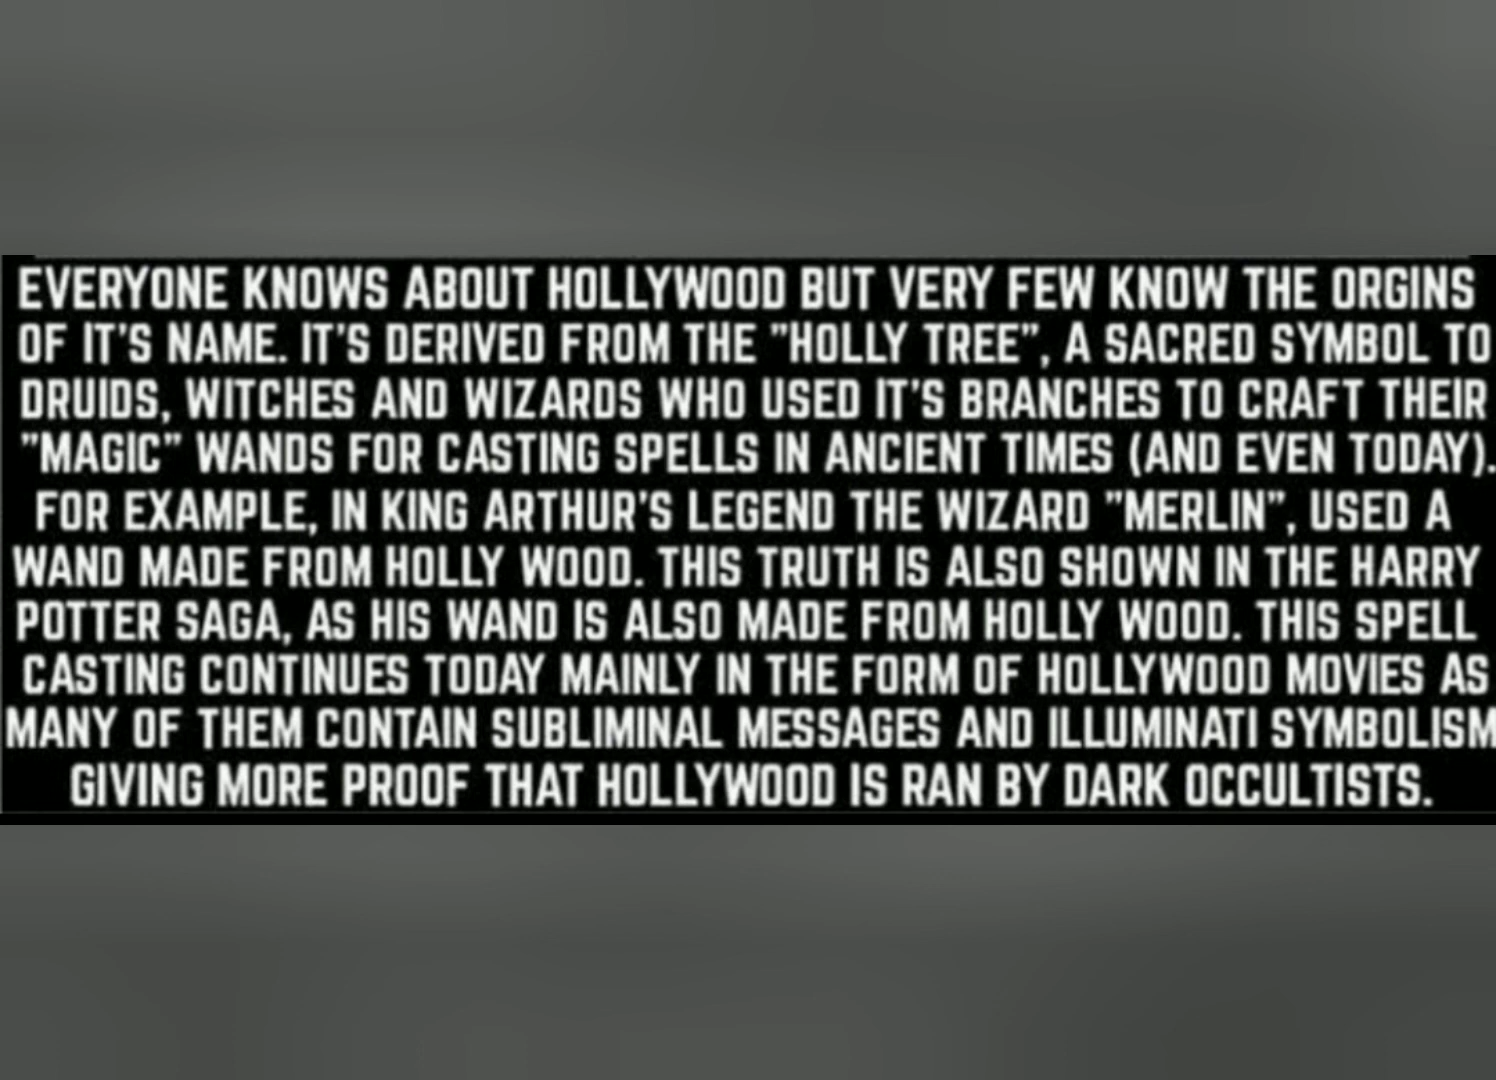 EVERYONE KNOWS ABOUT HOLLYWOOD BUT VERY FEW KNOW THE ORGINS
OF IT'S NAME. IT'S DERIVED FROM THE "HOLLY TREE", A SACRED SYMBOL TO
DRUIDS, WITCHES AND WIZARDS WHO USED IT'S BRANCHES TO CRAFT THEIR
"MAGIC" WANDS FOR CASTING SPELLS IN ANCIENT TIMES (AND EVEN TODAY).
FOR EXAMPLE, IN KING ARTHUR'S LEGEND THE WIZARD "MERLIN", USED A
WAND MADE FROM HOLLY WOOD. THIS TRUTH IS ALSO SHOWN IN THE HARRY
POTTER SAGA, AS HIS WAND IS ALSO MADE FROM HOLLY WOOD. THIS SPELL
CASTING CONTINUES TODAY MAINLY IN THE FORM OF HOLLYWOOD MOVIES AS
MANY OF THEM CONTAIN SUBLIMINAL MESSAGES AND ILLUMINATI SYMBOLISM
GIVING MORE PROOF THAT HOLLYWOOD IS RAN BY DARK OCCULTISTS.